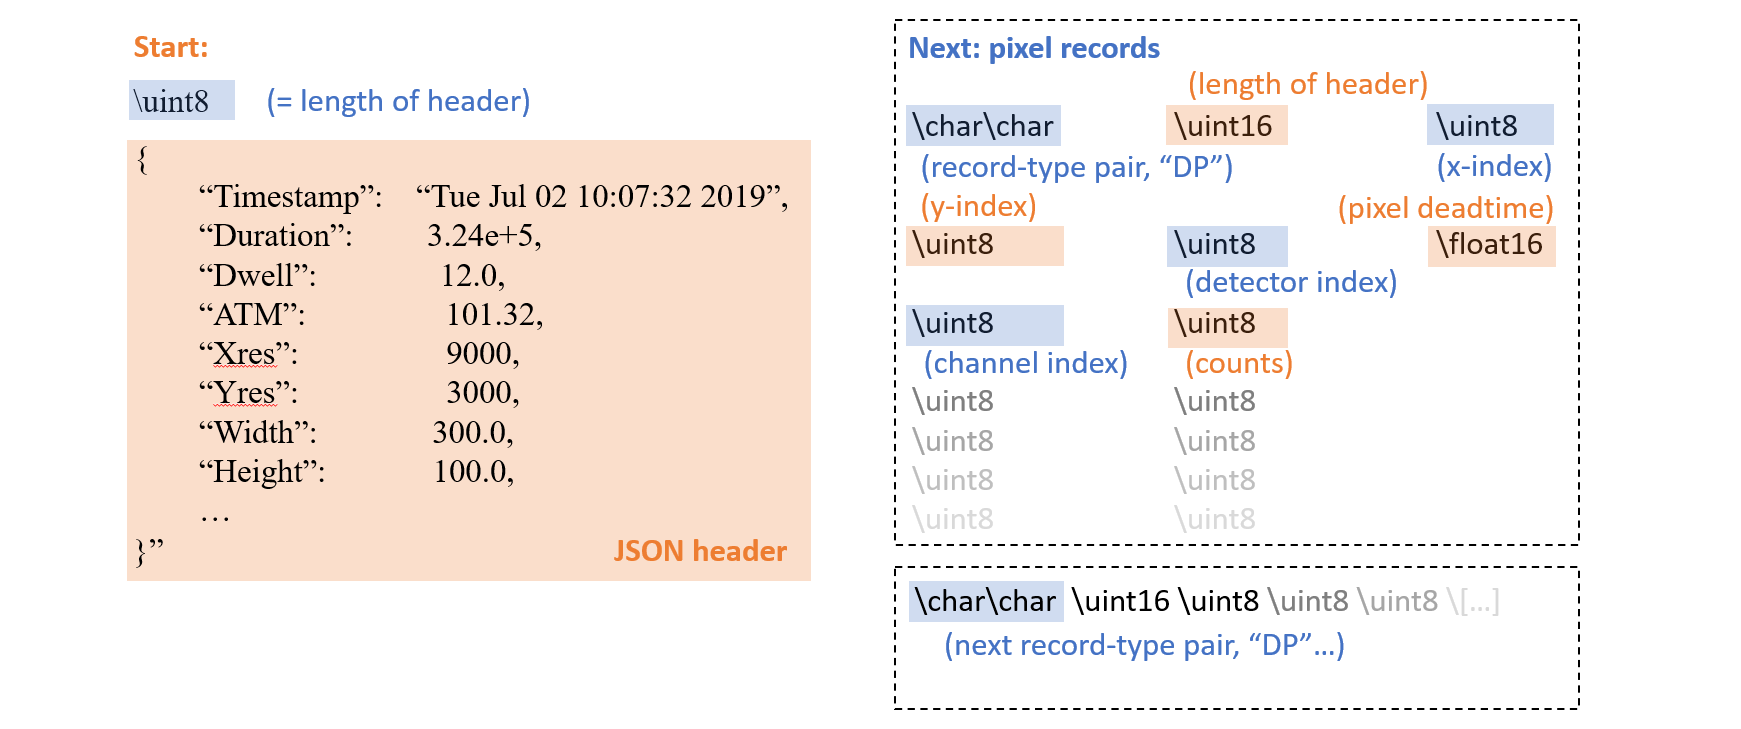 Start:
\uint8 (= length of header)
{
“Timestamp”: “Tue Jul 02 10:07:32 2019”,
“Duration”: 3.24e+5,
“Dwell”: 12.0,
“ATM”: 101.32,
“Xres”: 9000,
“Yres”: 3000,
“Width”: 300.0,
“Height”: 100.0,
…
}”
JSON header
Next: pixel records
(length of header)
\char\char \uint16 \uint8
(record-type pair, “DP”) (x-index)
(y-index) (pixel deadtime)
\uint8 \uint8 \float16
(detector index)
\uint8 \uint8
(channel index) (counts)
\uint8 \uint8
\uint8 \uint8
\uint8 \uint8
\uint8 \uint8
\char\char \uint16 \uint8 \uint8 \uint8 \[…]
(next record-type pair, “DP”…)